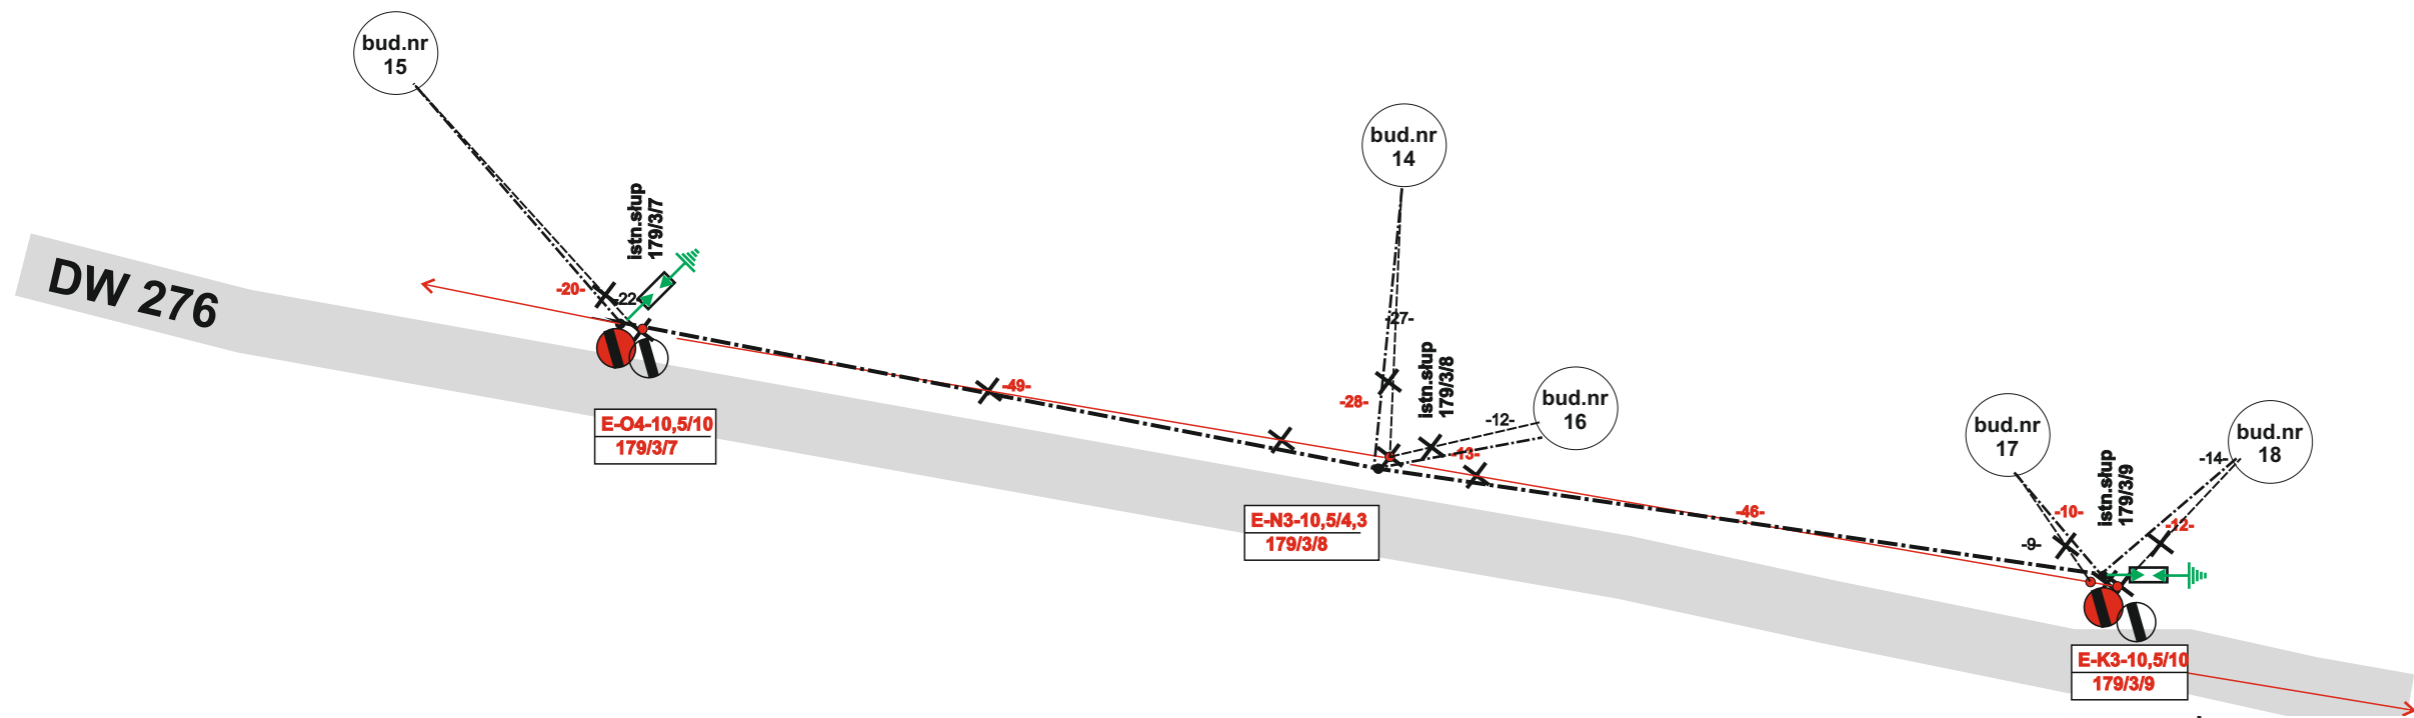 bud.nr
15
bud.nr
14
istn.słup
179/3/7
DW 276
-20-
-22
-27-
istn.słup
179/3/8
-49-
-28-
bud.nr
16
-12-
-13-
E-O4-10,5/10
179/3/7
bud.nr
17
bud.nr
18
-14-
istn.słup
179/3/9
E-N3-10,5/4,3
179/3/8
-46-
-10-
-12-
-9-
E-K3-10,5/10
179/3/9